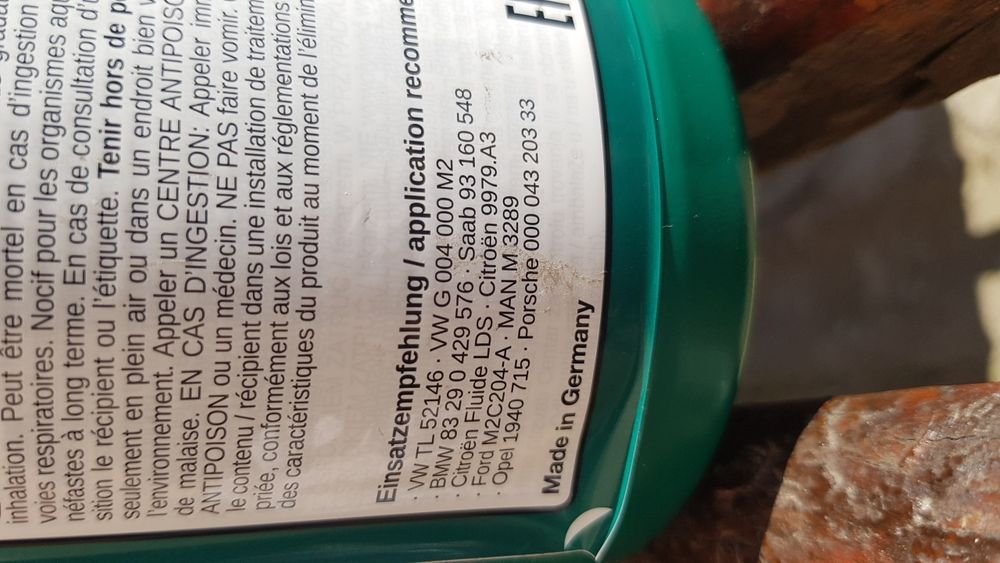 inhalation. Peut être mortel en cas d'ingestion
voies respiratoires. Nocif pour les organismes
néfastes à long terme. En cas de consultation
sition le récipient ou l'étiquette. Tenir hors de
seulement en plein air ou dans un endroit bien
l'environnement. Appeler un CENTRE
de malaise. EN CAS D'INGESTION: Appeler
ANTIPOISON ou un médecin. NE PAS faire vomir.
le contenu / récipient dans une installation de
priée, conformément aux lois et aux réglementations
des caractéristiques du produit au moment de
Einsatzempfehlung / application
· VW TL 52146 · VW G 004 000 M2
· BMW 83 29 0 429 576 · Saab 93 160 548
· Citroën Fluide LDS · Citroën 9979.A3
· Ford M2C204-A · MAN M 3289
· Opel 1940 715 · Porsche 000 043 203 33
Made in Germany